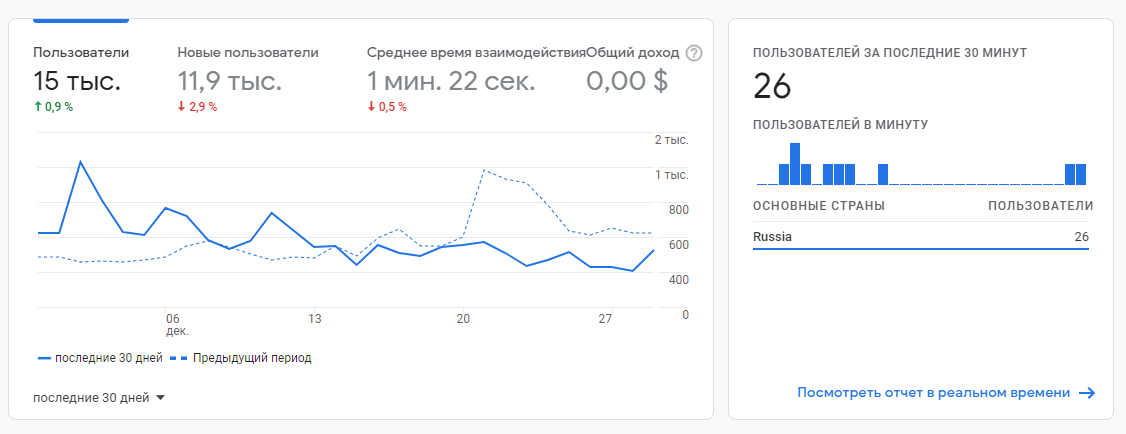 Пользователи
15 тыс.
0,9 %
Новые пользователи
11,9 тыс.
2,9 %
Среднее время взаимодействия
1 мин. 22 сек.
0,5 %
Общий доход
0,00 $
2 тыс.
1 тыс.
800
600
400
0
06
дек.
13
20
27
последние 30 дней
Предыдущий период
последние 30 дней
ПОЛЬЗОВАТЕЛЕЙ ЗА ПОСЛЕДНИЕ 30 МИНУТ
26
ПОЛЬЗОВАТЕЛЕЙ В МИНУТУ
ОСНОВНЫЕ СТРАНЫ ПОЛЬЗОВАТЕЛИ
Russia 26
Посмотреть отчет в реальном времени